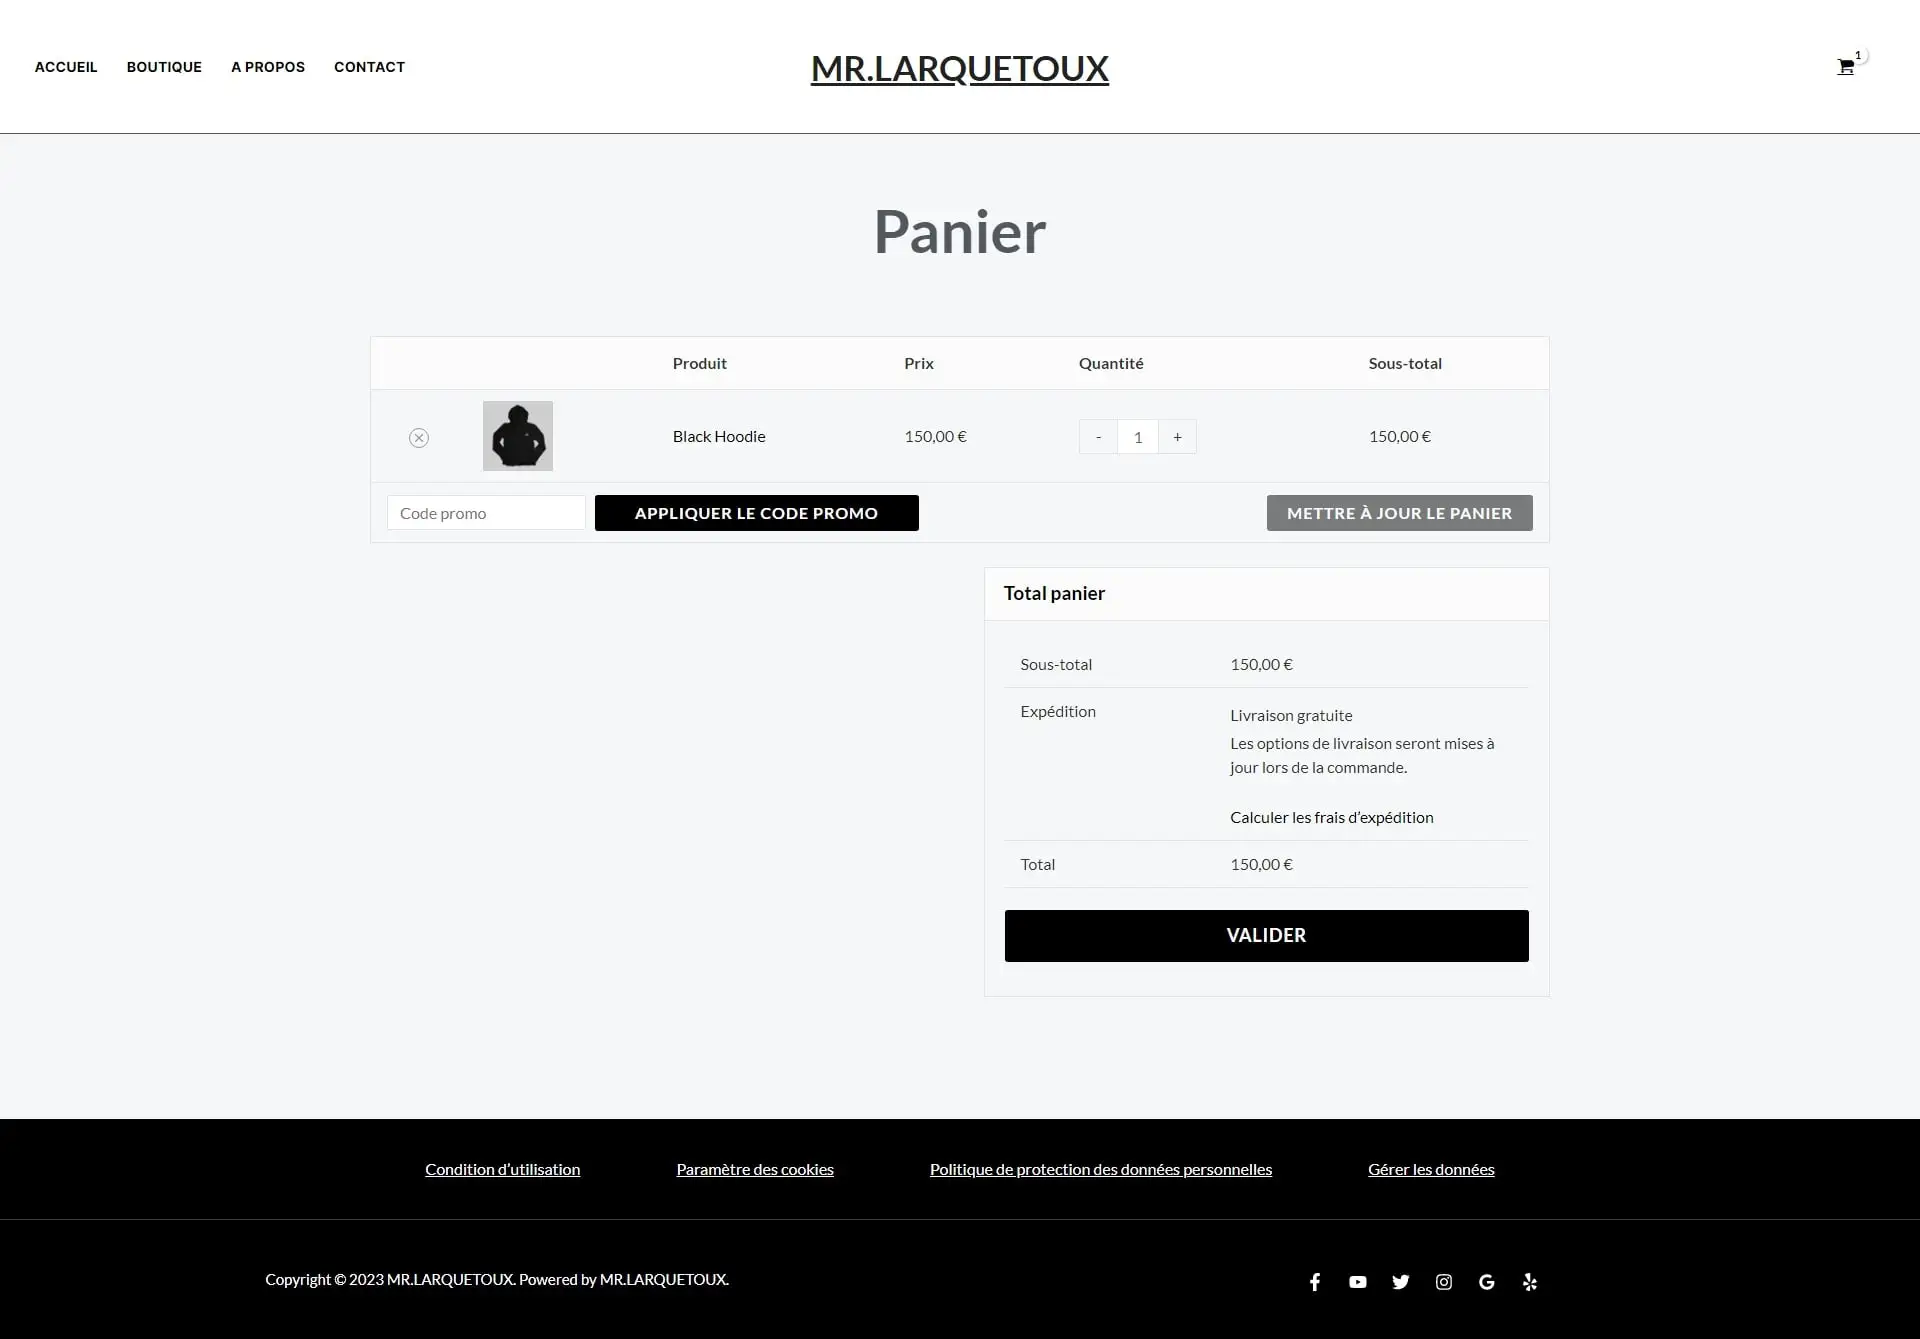 ACCUEIL BOUTIQUE A PROPOS CONTACT MR.LARQUETOUX 1
Panier
Produit Prix Quantité Sous-total
Black Hoodie 150,00 € - 1 + 150,00 €
Code promo APPLIQUER LE CODE PROMO METTRE À JOUR LE PANIER
Total panier
Sous-total 150,00 €
Expédition Livraison gratuite
Les options de livraison seront mises à
jour lors de la commande.
Calculer les frais d’expédition
Total 150,00 €
VALIDER
Condition d’utilisation Paramètre des cookies Politique de protection des données personnelles Gérer les données
Copyright © 2023 MR.LARQUETOUX. Powered by MR.LARQUETOUX.